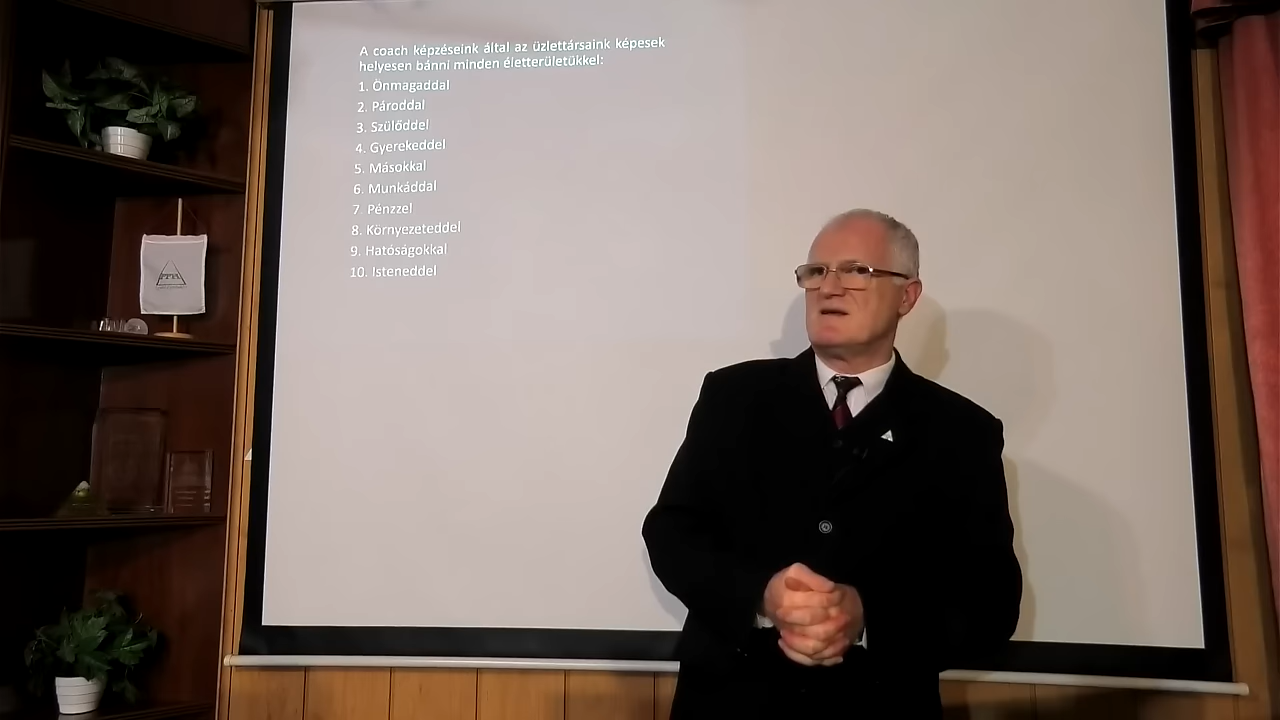 A coach képzéseink által az üzlettársaink képesek
helyesen bánni minden életterületükkel:
1. Önmagaddal
2. Pároddal
3. Szülőddel
4. Gyerekeddel
5. Másokkal
6. Munkáddal
7. Pénzzel
8. Környezeteddel
9. Hatóságokkal
10. Isteneddel